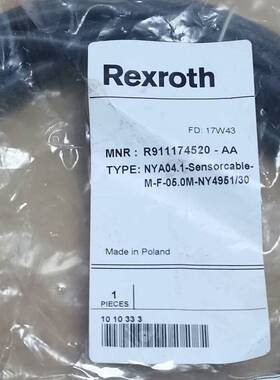 Rexroth
FD: 17W43
MNR : R911174520 - AA
TYPE: NYA04.1-Sensorcable-
M-F-05.0M-NY4951/30
Made in Poland
1
PIECES
10 10 33 3